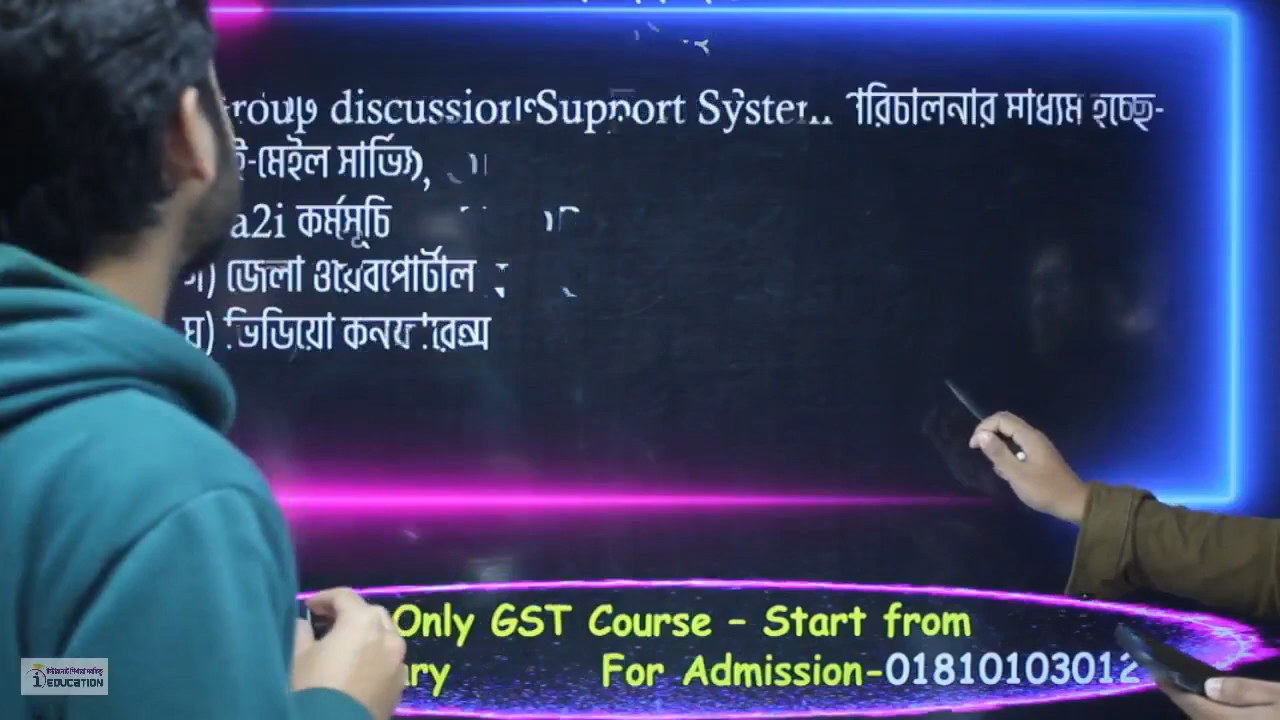 discussion Support System পরিচালনার মাধ্যম হচ্ছে-
ই-মেইল সার্ভিস
a2i কর্মসূচি
গ) জেলা ওয়েবপোর্টাল
ঘ) ভিডিয়ো কনফারেন্স
Only GST Course - Start from
For Admission-01810103012
EDUCATION